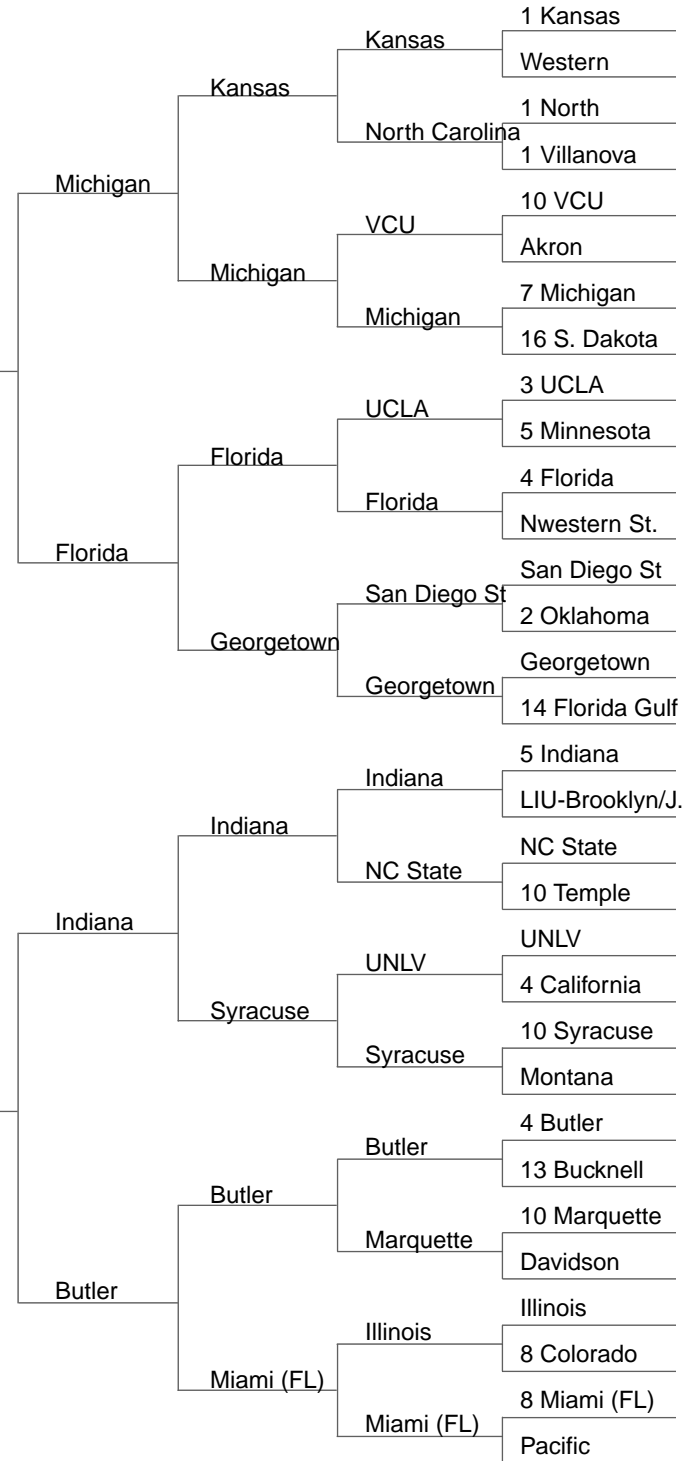 1 Kansas
Kansas
Western
Kansas
1 North
North Carolina
1 Villanova
Michigan
10 VCU
VCU
Akron
Michigan
7 Michigan
Michigan
16 S. Dakota
3 UCLA
UCLA
5 Minnesota
Florida
4 Florida
Florida
Nwestern St.
Florida
San Diego St
San Diego St
2 Oklahoma
Georgetown
Georgetown
Georgetown
14 Florida Gulf
5 Indiana
Indiana
LIU-Brooklyn/J.
Indiana
NC State
NC State
10 Temple
Indiana
UNLV
UNLV
4 California
Syracuse
10 Syracuse
Syracuse
Montana
4 Butler
Butler
13 Bucknell
Butler
10 Marquette
Marquette
Davidson
Butler
Illinois
Illinois
8 Colorado
Miami (FL)
8 Miami (FL)
Miami (FL)
Pacific